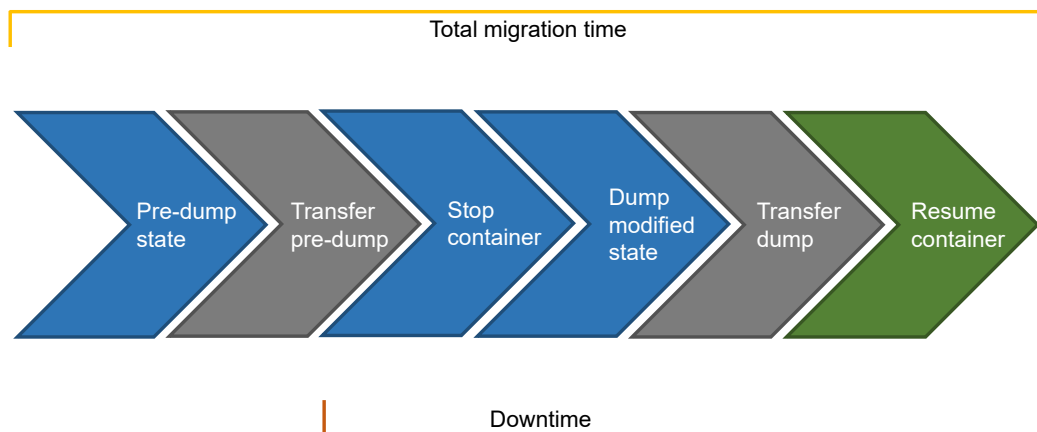 Total migration time
Pre-dump
state
Transfer
pre-dump
Stop
container
Dump
modified
state
Transfer
dump
Resume
container
Downtime